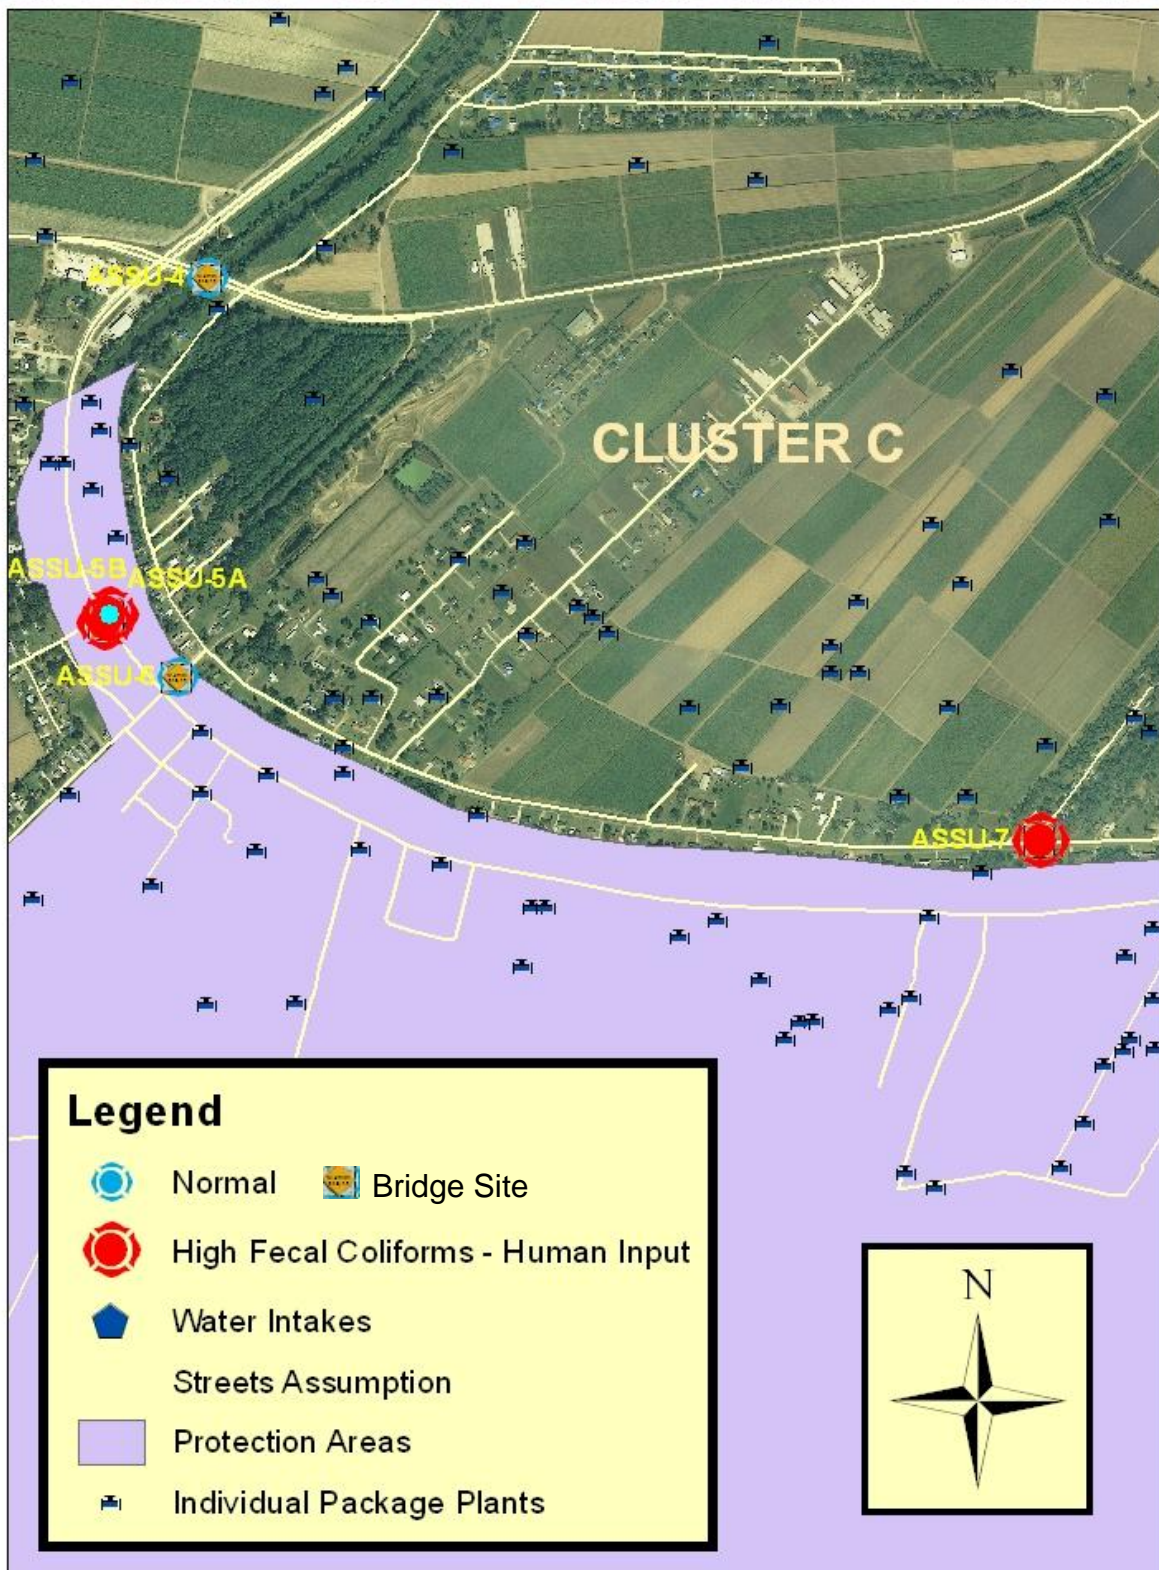 ASSU-4
CLUSTER C
ASSU-5B
ASSU-5A
ASSU-6
ASSU-7
Legend
Normal
Bridge Site
High Fecal Coliforms - Human Input
Water Intakes
Streets Assumption
Protection Areas
Individual Package Plants
N